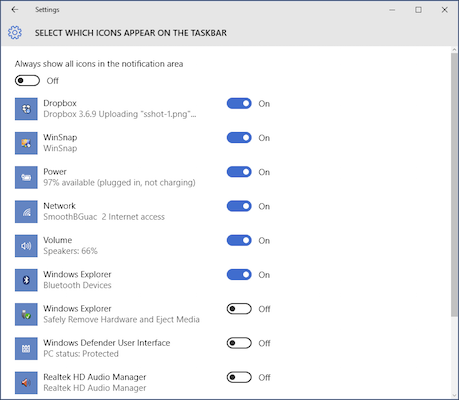 Settings
SELECT WHICH ICONS APPEAR ON THE TASKBAR
Always show all icons in the notification area
Off
Dropbox
On
Dropbox 3.6.9 Uploading "sshot-1.png"...
WinSnap
On
WinSnap
Power
On
97% available (plugged in, not charging)
Network
On
SmoothBGuac 2 Internet access
Volume
On
Speakers: 66%
Windows Explorer
On
Bluetooth Devices
Windows Explorer
Off
Safely Remove Hardware and Eject Media
Windows Defender User Interface
Off
PC status: Protected
Realtek HD Audio Manager
Off
Realtek HD Audio Manager